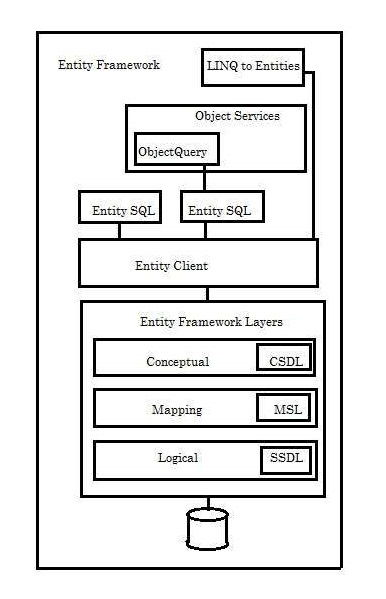 Entity Framework
LINQ to Entities
Object Services
ObjectQuery
Entity SQL
Entity SQL
Entity Client
Entity Framework Layers
Conceptual
CSDL
Mapping
MSL
Logical
SSDL